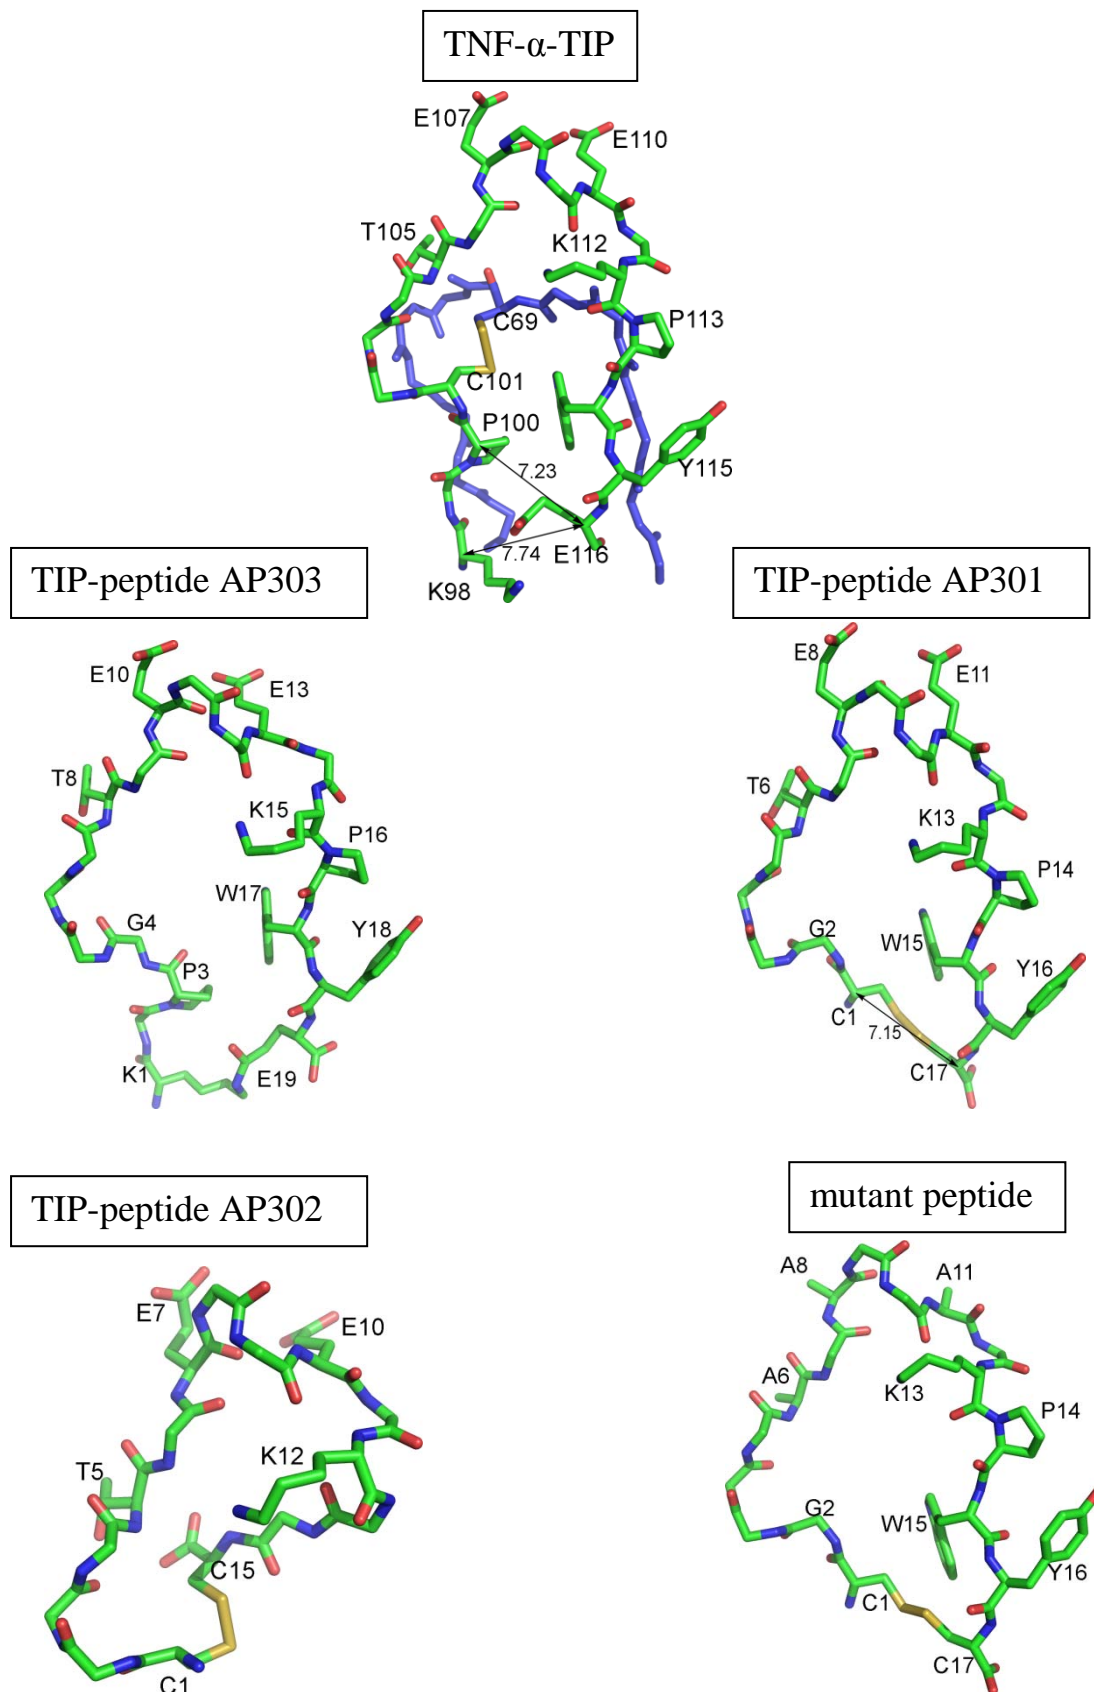 TNF-α-TIP
E107
E110
T105
K112
C69
P113
C101
P100
7.23
Y115
7.74
E116
K98
TIP-peptide AP303
TIP-peptide AP301
E10
E13
T8
K15
P16
W17
G4
Y18
P3
K1
E19
E8
E11
T6
K13
P14
G2
W15
Y16
C1
7.15
C17
TIP-peptide AP302
mutant peptide
E7
E10
K12
T5
C15
C1
A8
A11
A6
K13
P14
G2
W15
Y16
C1
C17